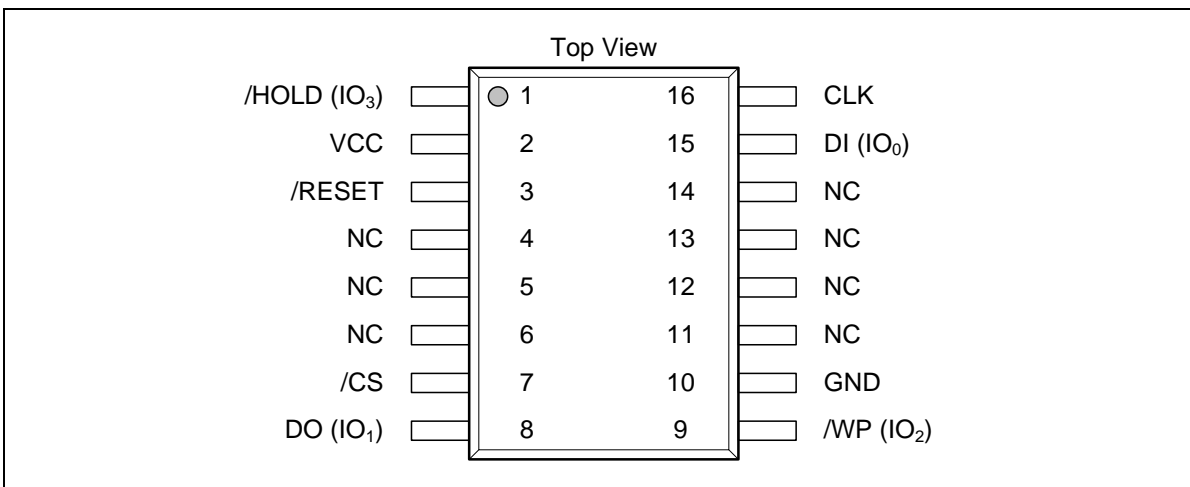 Top View
/HOLD (IO₃) 1 16 CLK
VCC 2 15 DI (IO₀)
/RESET 3 14 NC
NC 4 13 NC
NC 5 12 NC
NC 6 11 NC
/CS 7 10 GND
DO (IO₁) 8 9 /WP (IO₂)